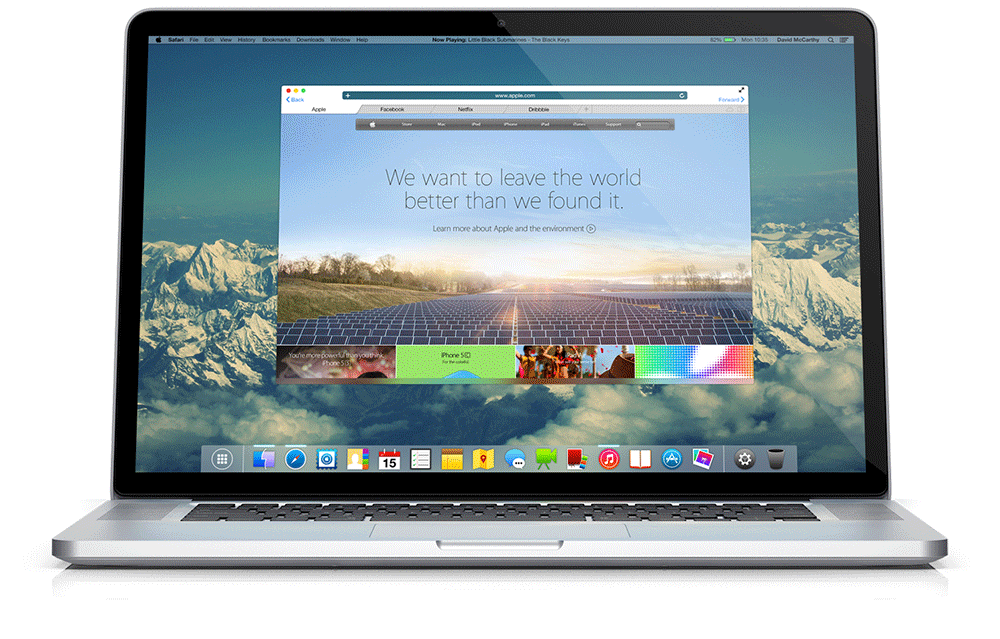 Safari File Edit View History Bookmarks Downloads Window Help
Now Playing: Little Black Submarines - The Black Keys
82% Mon 10:35 David McCarthy
www.apple.com
Back
Forward
Apple Facebook Netflix Dribbble
Store Mac iPod iPhone iPad iTunes Support
We want to leave the world
better than we found it.
Learn more about Apple and the environment
You're more powerful than you think.
iPhone 5S
iPhone 5C
For the colorful.
15